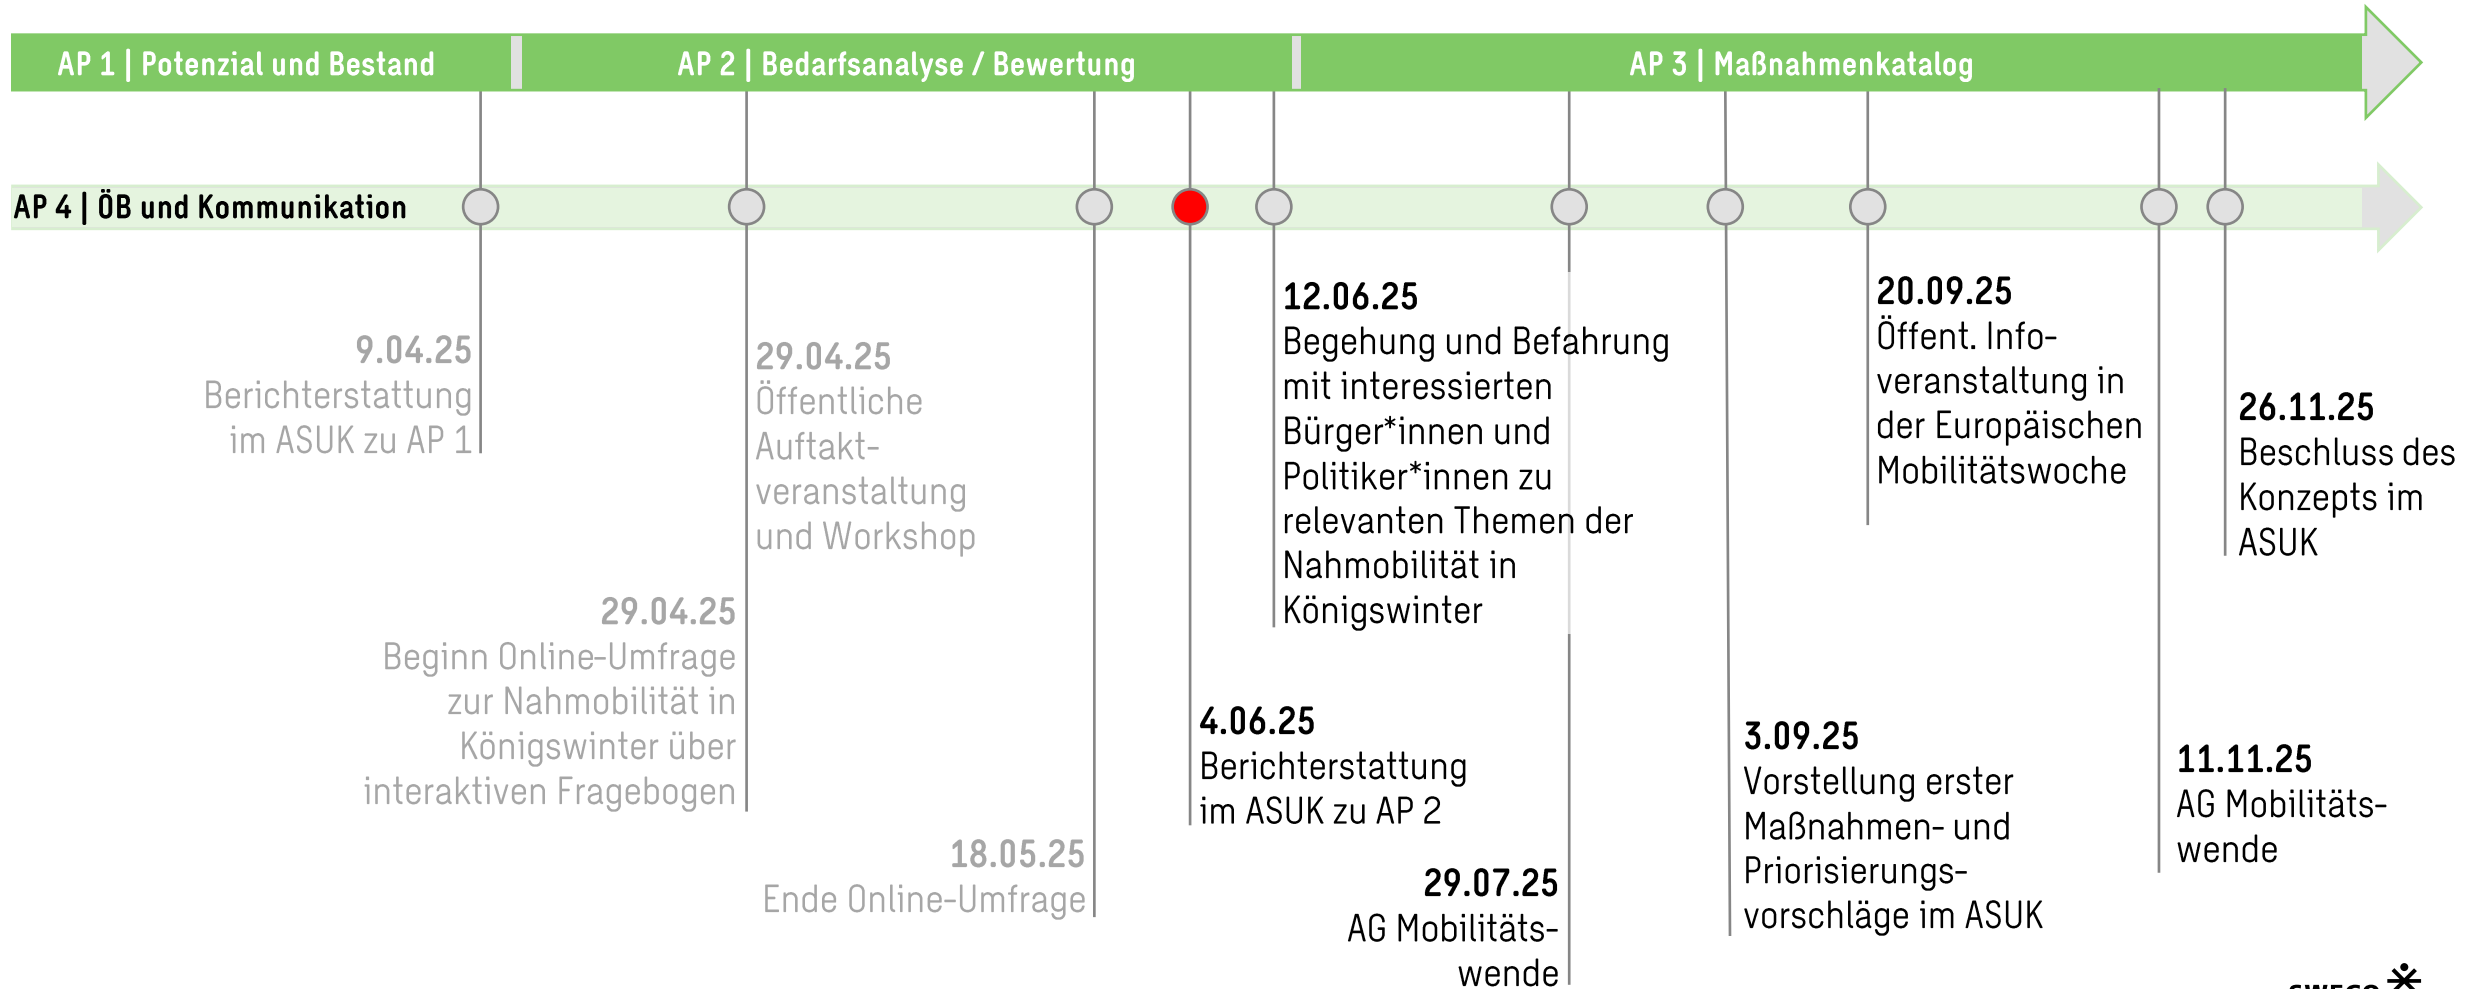 AP 1 | Potenzial und Bestand
AP 2 | Bedarfsanalyse / Bewertung
AP 3 | Maßnahmenkatalog
AP 4 | ÖB und Kommunikation
9.04.25
Berichterstattung
im ASUK zu AP 1
29.04.25
Öffentliche
Auftakt-
veranstaltung
und Workshop
29.04.25
Beginn Online-Umfrage
zur Nahmobilität in
Königswinter über
interaktiven Fragebogen
18.05.25
Ende Online-Umfrage
4.06.25
Berichterstattung
im ASUK zu AP 2
12.06.25
Begehung und Befahrung
mit interessierten
Bürger*innen und
Politiker*innen zu
relevanten Themen der
Nahmobilität in
Königswinter
29.07.25
AG Mobilitäts-
wende
3.09.25
Vorstellung erster
Maßnahmen- und
Priorisierungs-
vorschläge im ASUK
20.09.25
Öffent. Info-
veranstaltung in
der Europäischen
Mobilitätswoche
11.11.25
AG Mobilitäts-
wende
26.11.25
Beschluss des
Konzepts im
ASUK